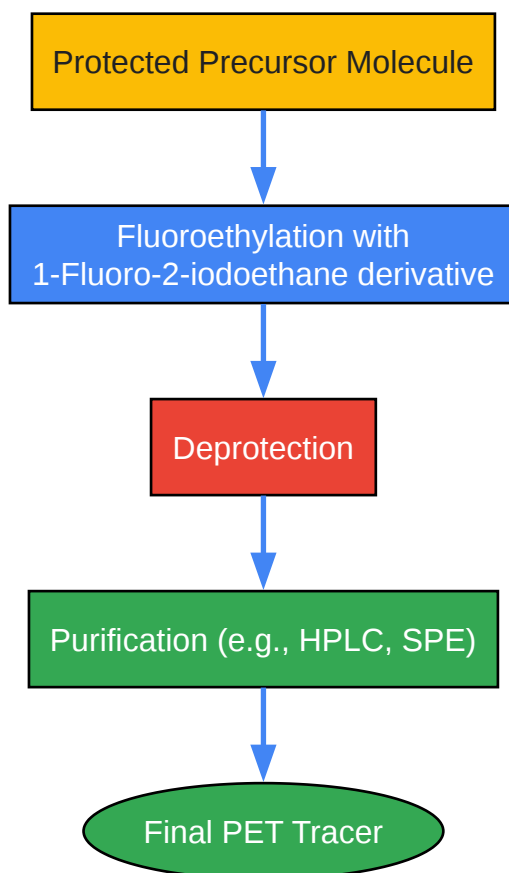 Protected Precursor Molecule
Fluoroethylation with
1-Fluoro-2-iodoethane derivative
Deprotection
Purification (e.g., HPLC, SPE)
Final PET Tracer